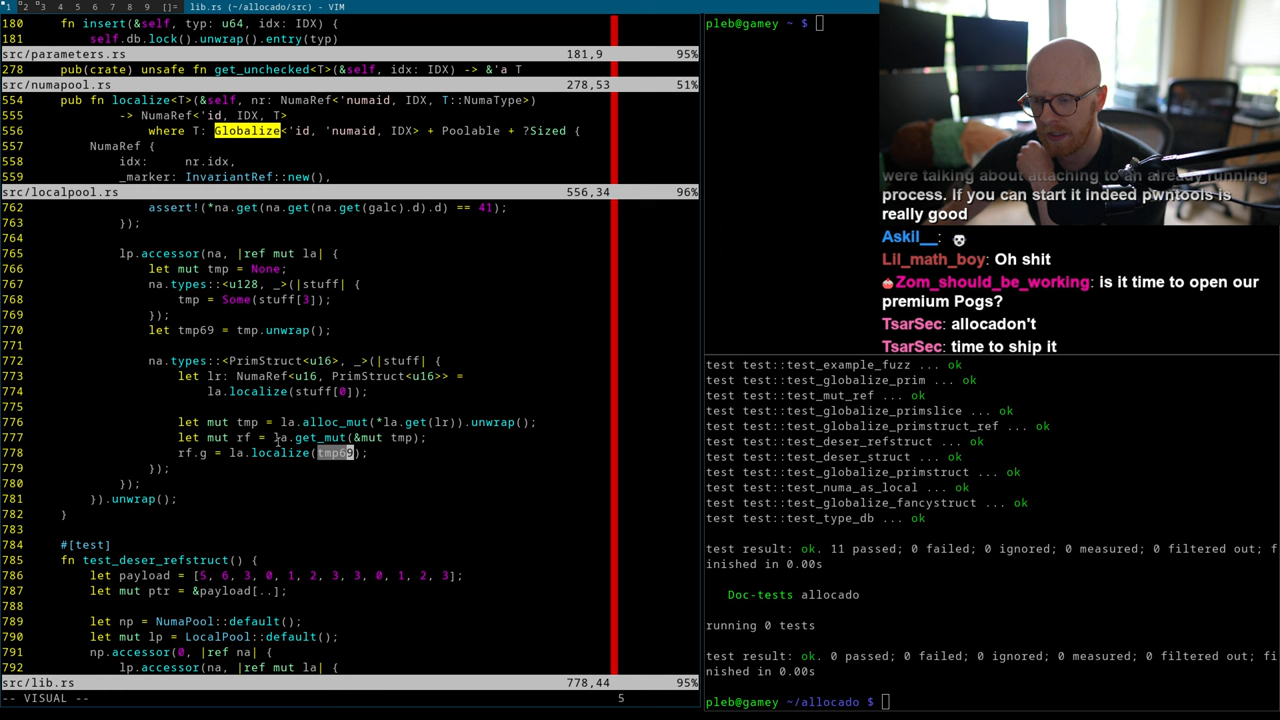 1 2 3 4 5 6 7 8 9 []= lib.rs (~/allocado/src) - VIM
180     fn insert(&self, typ: u64, idx: IDX) {
181         self.db.lock().unwrap().entry(typ)
src/parameters.rs 181,9 95%
278     pub(crate) unsafe fn get_unchecked<T>(&self, idx: IDX) -> &'a T
src/numapool.rs 278,53 51%
554     pub fn localize<T>(&self, nr: NumaRef<'numaid, IDX, T::NumaType>)
555             -> NumaRef<'id, IDX, T>
556                 where T: Globalize<'id, 'numaid, IDX> + Poolable + ?Sized {
557         NumaRef {
558             idx:     nr.idx,
559             _marker: InvariantRef::new(),
src/localpool.rs 556,34 96%
762                 assert!(*na.get(na.get(na.get(galc).d).d) == 41);
763             });
764
765             lp.accessor(na, |ref mut la| {
766                 let mut tmp = None;
767                 na.types::<u128, _>(|stuff| {
768                     tmp = Some(stuff[3]);
769                 });
770                 let tmp69 = tmp.unwrap();
771
772                 na.types::<PrimStruct<u16>, _>(|stuff| {
773                     let lr: NumaRef<u16, PrimStruct<u16>> =
774                         la.localize(stuff[0]);
775
776                     let mut tmp = la.alloc_mut(*la.get(lr)).unwrap();
777                     let mut rf = la.get_mut(&mut tmp);
778                     rf.g = la.localize(tmp69);
779                 });
780             });
781         }).unwrap();
782     }
783
784     #[test]
785     fn test_deser_refstruct() {
786         let payload = [5, 6, 3, 0, 1, 2, 3, 3, 0, 1, 2, 3];
787         let mut ptr = &payload[..];
788
789         let np = NumaPool::default();
790         let mut lp = LocalPool::default();
791         np.accessor(0, |ref na| {
792             lp.accessor(na, |ref mut la| {
src/lib.rs 778,44 95%
-- VISUAL -- 5
pleb@gamey ~ $
were talking about attaching to an already running
process. If you can start it indeed pwntools is
really good
Askil__:
Lil_math_boy: Oh shit
Zom_should_be_working: is it time to open our
premium Pogs?
TsarSec: allocadon't
TsarSec: time to ship it
test test::test_example_fuzz ... ok
test test::test_globalize_prim ... ok
test test::test_mut_ref ... ok
test test::test_globalize_primslice ... ok
test test::test_globalize_primstruct_ref ... ok
test test::test_deser_refstruct ... ok
test test::test_deser_struct ... ok
test test::test_globalize_primstruct ... ok
test test::test_numa_as_local ... ok
test test::test_globalize_fancystruct ... ok
test test::test_type_db ... ok
test result: ok. 11 passed; 0 failed; 0 ignored; 0 measured; 0 filtered out; f
inished in 0.00s
Doc-tests allocado
running 0 tests
test result: ok. 0 passed; 0 failed; 0 ignored; 0 measured; 0 filtered out; fi
nished in 0.00s
pleb@gamey ~/allocado $